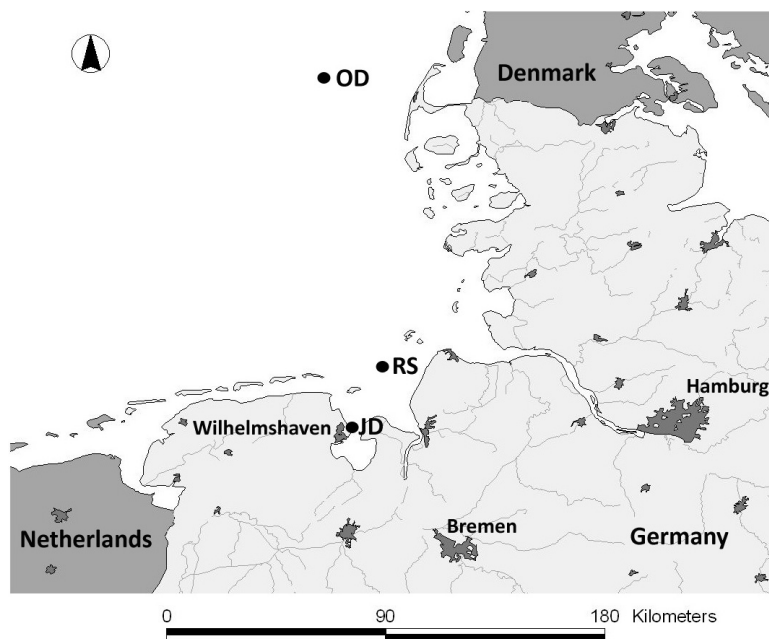 OD
Denmark
RS
Hamburg
Wilhelmshaven
JD
Bremen
Netherlands
Germany
0 90 180 Kilometers